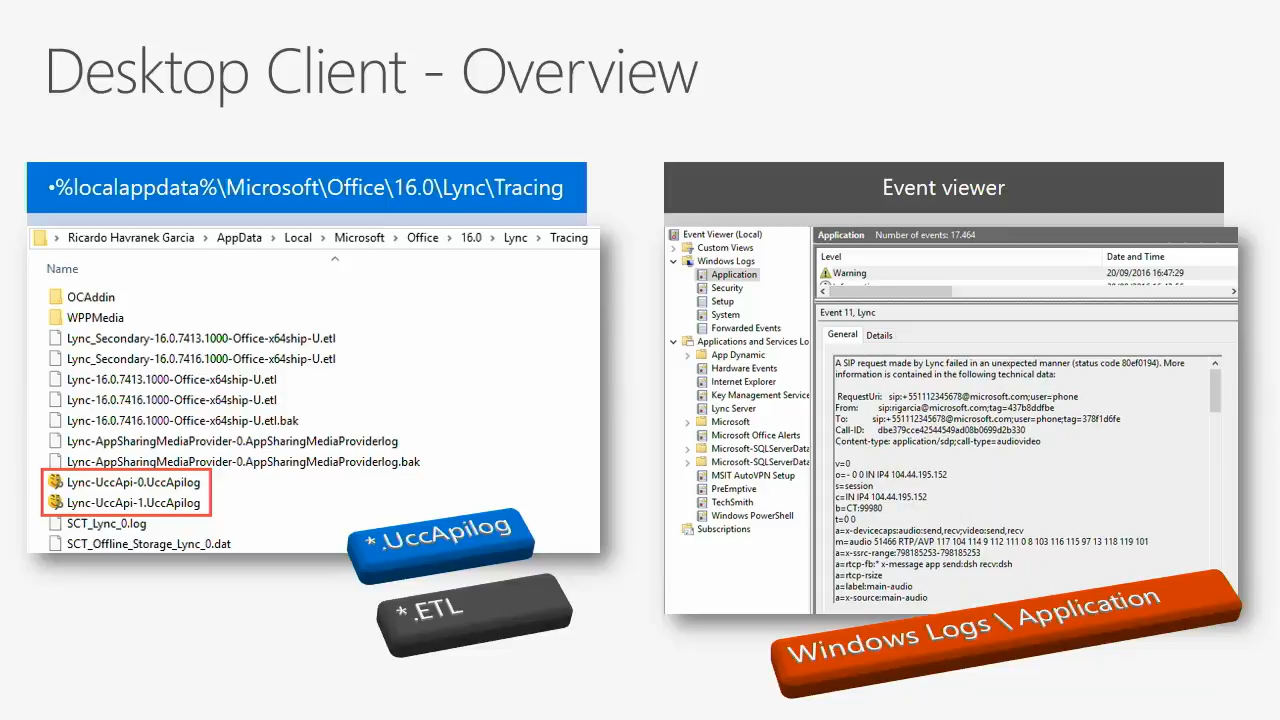 Desktop Client - Overview
•%localappdata%\Microsoft\Office\16.0\Lync\Tracing
Ricardo Havranek Garcia › AppData › Local › Microsoft › Office › 16.0 › Lync › Tracing
Name
OCAddin
WPPMedia
Lync_Secondary-16.0.7413.1000-Office-x64ship-U.etl
Lync_Secondary-16.0.7416.1000-Office-x64ship-U.etl
Lync-16.0.7413.1000-Office-x64ship-U.etl
Lync-16.0.7416.1000-Office-x64ship-U.etl
Lync-16.0.7416.1000-Office-x64ship-U.etl.bak
Lync-AppSharingMediaProvider-0.AppSharingMediaProviderlog
Lync-AppSharingMediaProvider-0.AppSharingMediaProviderlog.bak
Lync-UccApi-0.UccApilog
Lync-UccApi-1.UccApilog
SCT_Lync_0.log
SCT_Offline_Storage_Lync_0.dat
*.UccApilog
*.ETL
Event viewer
Event Viewer (Local)
Custom Views
Windows Logs
Application
Security
Setup
System
Forwarded Events
Applications and Services Lo
App Dynamic
Hardware Events
Internet Explorer
Key Management Service
Lync Server
Microsoft
Microsoft Office Alerts
Microsoft-SQLServerData
Microsoft-SQLServerData
MSIT AutoVPN Setup
PreEmptive
TechSmith
Windows PowerShell
Subscriptions
Application Number of events: 17.464
Level Date and Time
Warning 20/09/2016 16:47:29
Event 11, Lync
General Details
A SIP request made by Lync failed in an unexpected manner (status code 80ef0194). More
information is contained in the following technical data:
RequestUri: sip:+551112345678@microsoft.com;user=phone
From: sip:rigarcia@microsoft.com;tag=437b8ddfbe
To: sip:+551112345678@microsoft.com;user=phone;tag=378f1d6fe
Call-ID: dbe379cce42544549ad08b0699d2b330
Content-type: application/sdp;call-type=audiovideo
v=0
o=- 0 0 IN IP4 104.44.195.152
s=session
c=IN IP4 104.44.195.152
b=CT:99980
t=0 0
a=x-devicecaps:audio:send,recv;video:send,recv
m=audio 51466 RTP/AVP 117 104 114 9 112 111 0 8 103 116 115 97 13 118 119 101
a=x-ssrc-range:798185253-798185253
a=rtcp-fb:* x-message app send:dsh recv:dsh
a=rtcp-rsize
a=label:main-audio
a=x-source:main-audio
Windows Logs \ Application